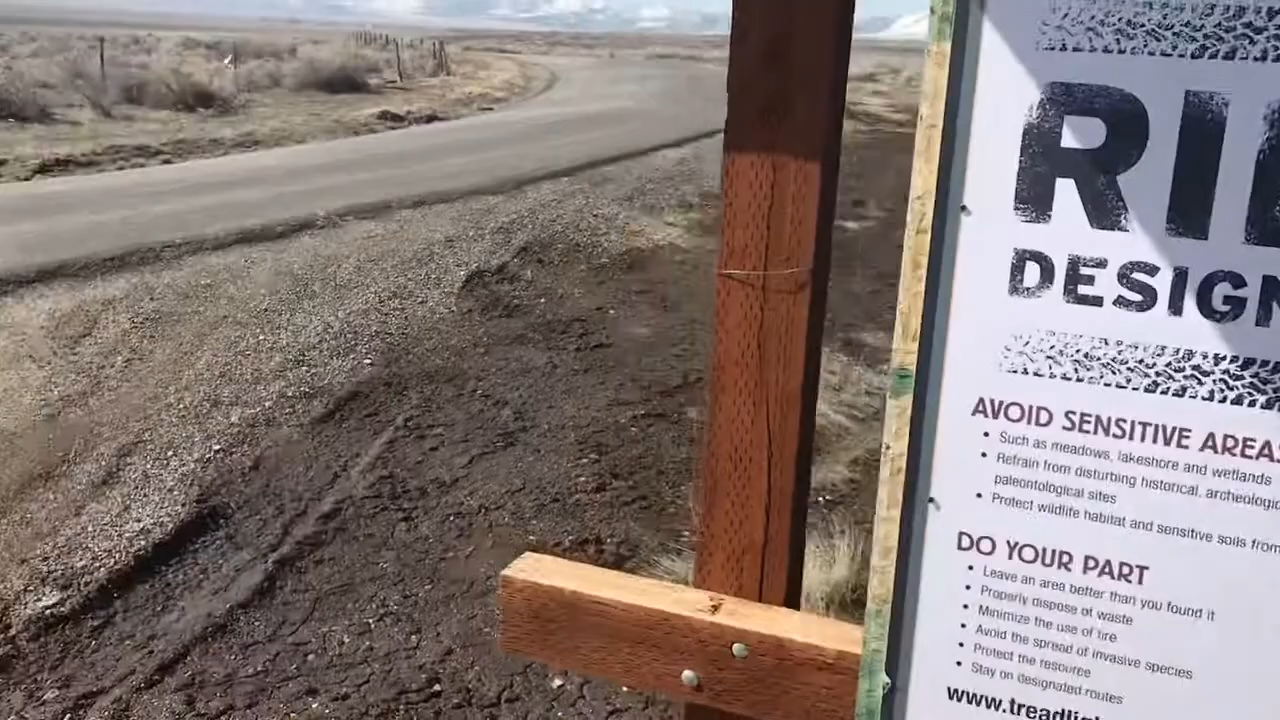 RI
DESIGN
AVOID SENSITIVE AREAS
• Such as meadows, lakeshore and wetlands
• Refrain from disturbing historical, archeologic
paleontological sites
• Protect wildlife habitat and sensitive soils from
DO YOUR PART
• Leave an area better than you found it
• Properly dispose of waste
• Minimize the use of fire
• Avoid the spread of invasive species
• Protect the resource
• Stay on designated routes
www.treadligh